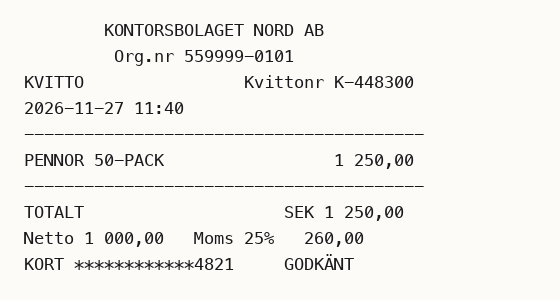 KONTORSBOLAGET NORD AB
Org.nr 559999-0101
KVITTO Kvittonr K-448300
2026-11-27 11:40
----------------------------------------
PENNOR 50-PACK 1 250,00
----------------------------------------
TOTALT SEK 1 250,00
Netto 1 000,00 Moms 25% 260,00
KORT ************4821 GODKÄNT